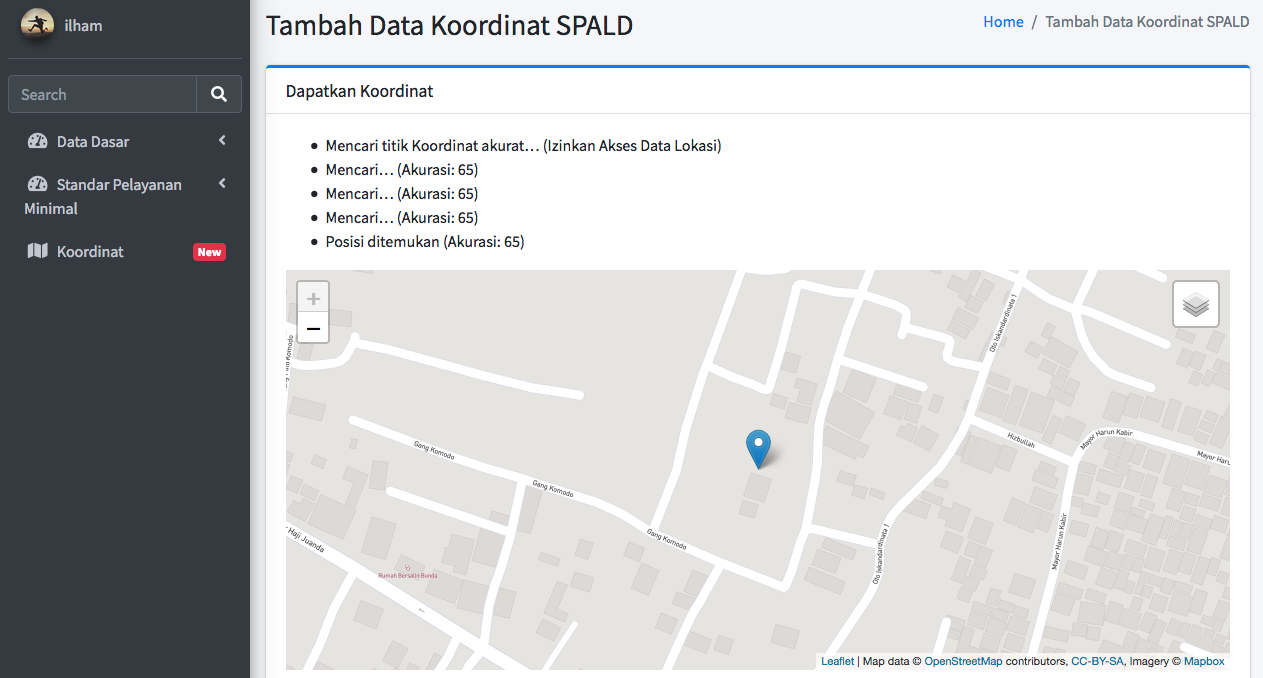 ilham
Tambah Data Koordinat SPALD
Home / Tambah Data Koordinat SPALD
Search
Data Dasar
Standar Pelayanan
Minimal
Koordinat
New
Dapatkan Koordinat
Mencari titik Koordinat akurat... (Izinkan Akses Data Lokasi)
Mencari... (Akurasi: 65)
Mencari... (Akurasi: 65)
Mencari... (Akurasi: 65)
Posisi ditemukan (Akurasi: 65)
+
−
Oto Iskandardinata 1
Komodo
Gang Komodo
Gang Komodo
Gang Komodo
Hizbullah
Mayor Harun Kabir
Mayor Haru
Mayor Harun Kabir
Oto Iskandardinata 1
Haji Juanda
Rumah Bersalin Bunda
Leaflet | Map data © OpenStreetMap contributors, CC-BY-SA, Imagery © Mapbox